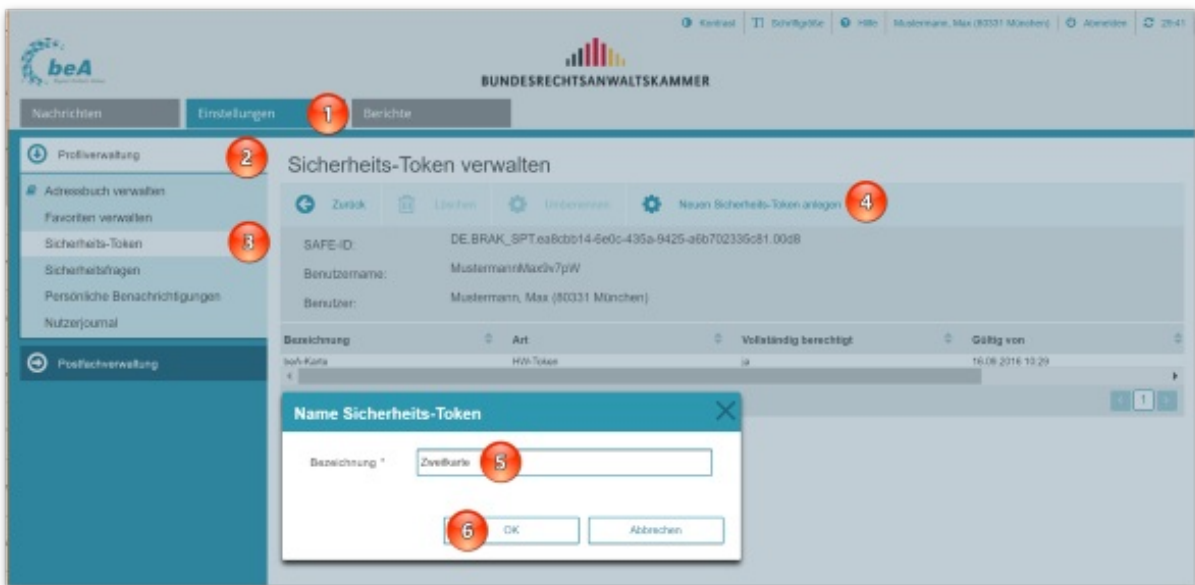 Kontrast TT Schriftgröße Hilfe Mustermann, Max (80331 München) Abmelden 29:41
beA
BUNDESRECHTSANWALTSKAMMER
Nachrichten Einstellungen 1 Berichte
Profilverwaltung 2
Sicherheits-Token verwalten
Adressbuch verwalten
Zurück Löschen Umbenennen Neuen Sicherheits-Token anlegen 4
Favoriten verwalten
Sicherheits-Token 3
SAFE-ID: DE.BRAK_SPT.ea8cbb14-6e0c-435a-9425-a6b702335c81.00d8
Sicherheitsfragen
Benutzername: MustermannMax9v7pW
Persönliche Benachrichtigungen
Benutzer: Mustermann, Max (80331 München)
Nutzerjournal
Bezeichnung Art Vollständig berechtigt Gültig von
beA-Karte HW-Token ja 16.09.2016 10:29
Postfachverwaltung
1
Name Sicherheits-Token
Bezeichnung * Zweitkarte 5
6 OK Abbrechen